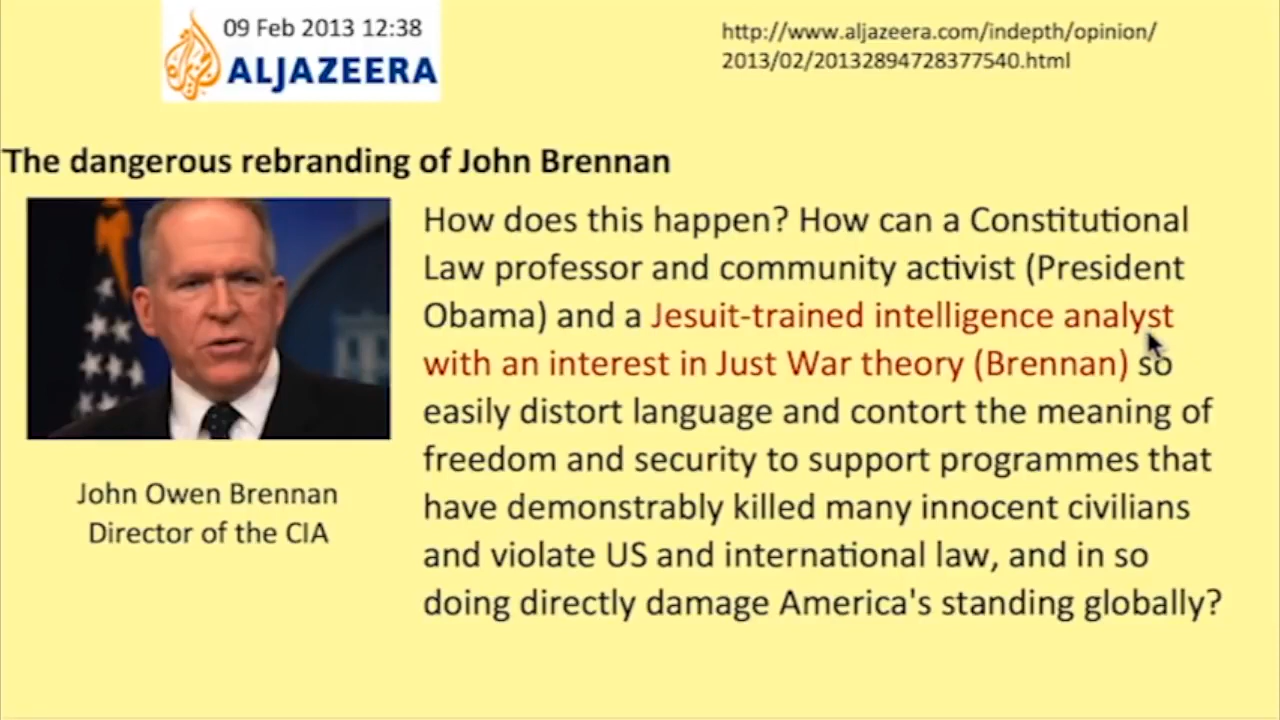 09 Feb 2013 12:38
ALJAZEERA
http://www.aljazeera.com/indepth/opinion/
2013/02/20132894728377540.html
The dangerous rebranding of John Brennan
How does this happen? How can a Constitutional
Law professor and community activist (President
Obama) and a Jesuit-trained intelligence analyst
with an interest in Just War theory (Brennan) so
easily distort language and contort the meaning of
freedom and security to support programmes that
have demonstrably killed many innocent civilians
and violate US and international law, and in so
doing directly damage America's standing globally?
John Owen Brennan
Director of the CIA